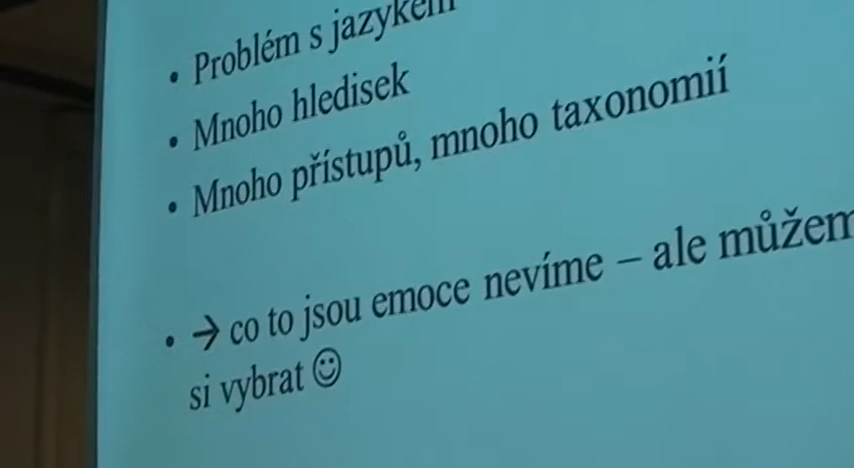 • Problém s jazykem
• Mnoho hledisek
• Mnoho přístupů, mnoho taxonomií
• → co to jsou emoce nevíme – ale můžem
si vybrat ☺